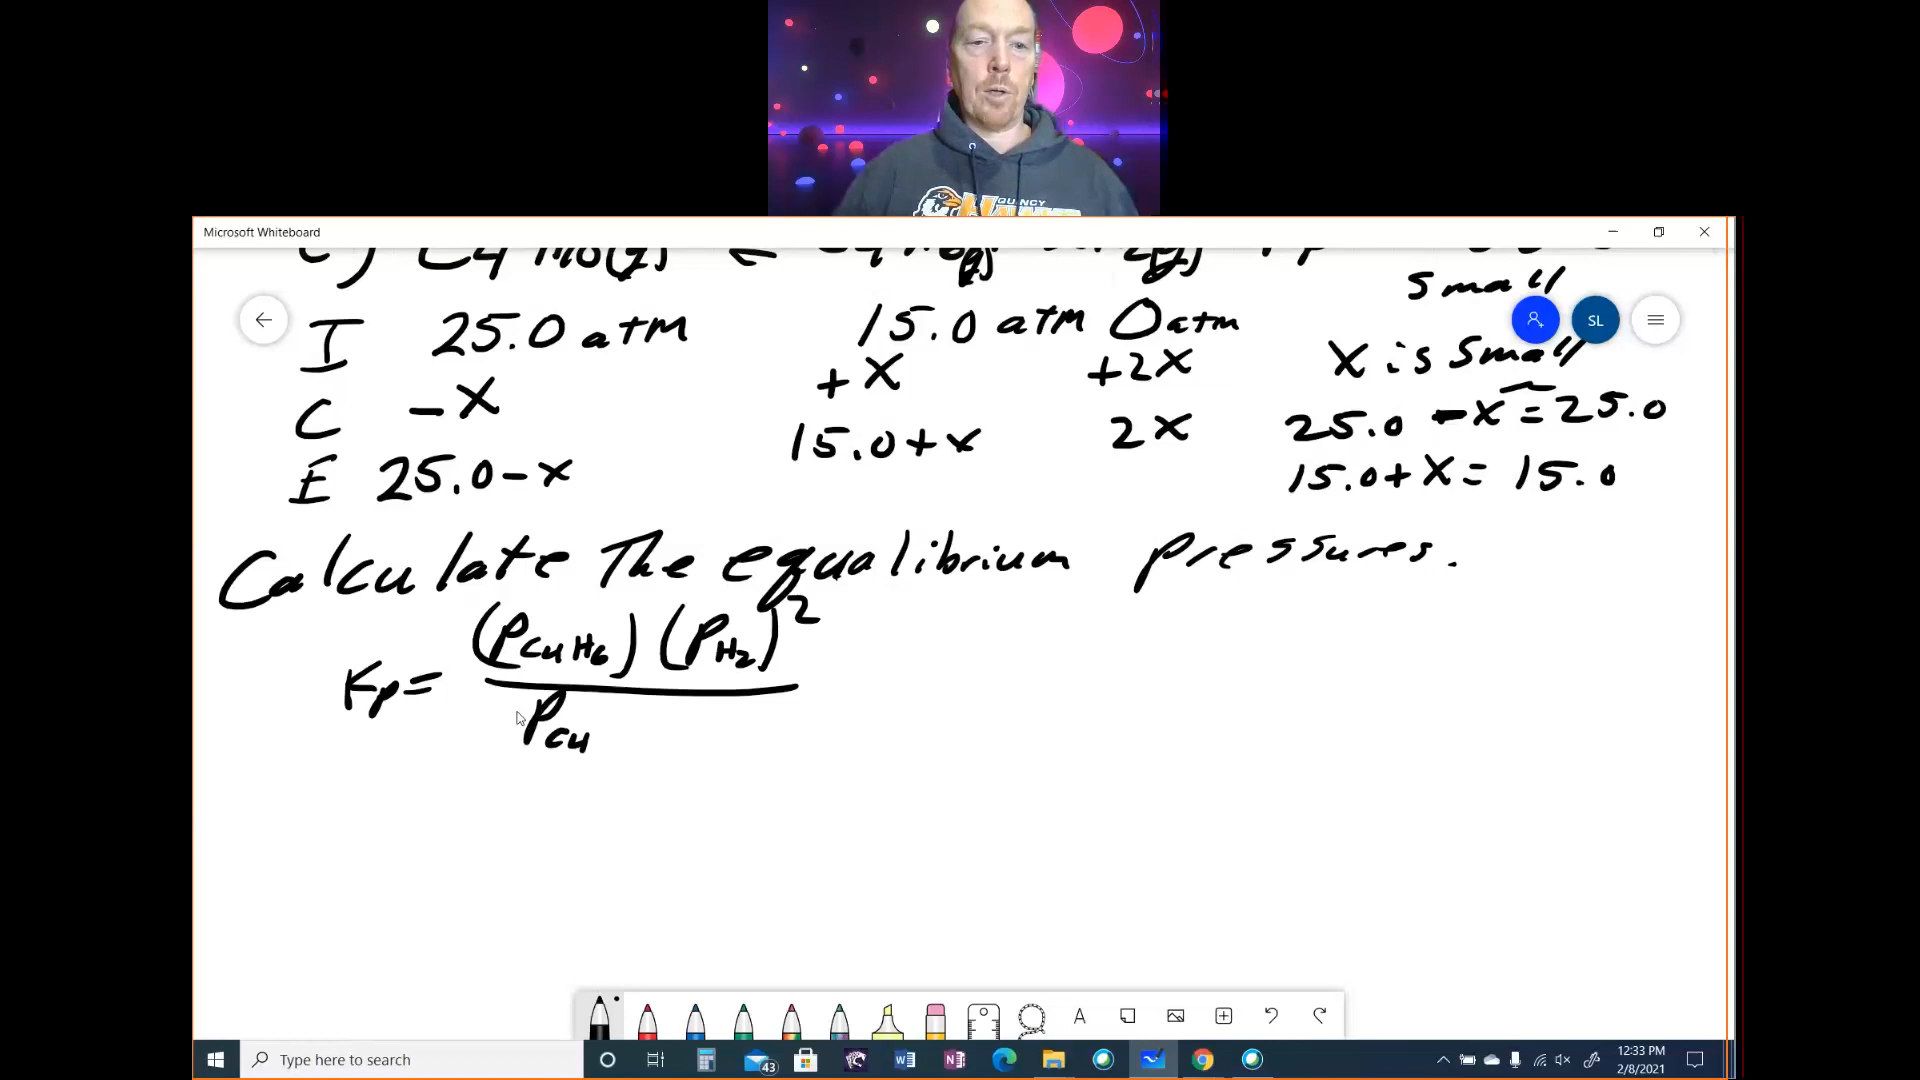 QUINCY
Microsoft Whiteboard
Small
SL
I 25.0 atm 15.0 atm 0 atm
X is Small
C - X + X + 2X
25.0 - X = 25.0
E 25.0 - x 15.0 + x 2X
15.0 + X = 15.0
Calculate The equalibrium pressures.
Kp = (PC4H6) (PH2)2
PC4
43
Type here to search
12:33 PM
2/8/2021